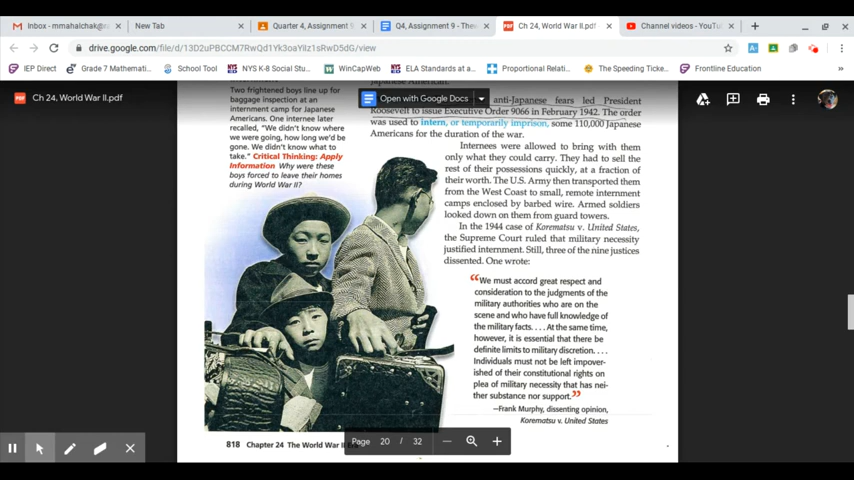 Inbox - mmahalchak@
New Tab
Quarter 4, Assignment 9
Q4, Assignment 9 - The
Ch 24, World War II.pdf
Channel videos - YouTu
drive.google.com/file/d/13D2uPBCCM7RwQd1Yk3oaYilz1sRwD5dG/view
IEP Direct
Grade 7 Mathemati...
School Tool
NYS K-8 Social Stu...
WinCapWeb
ELA Standards at a...
Proportional Relati...
The Speeding Ticke...
Frontline Education
PDF Ch 24, World War II.pdf
Open with Google Docs
Two frightened boys line up for
baggage inspection at an
internment camp for Japanese
Americans. One internee later
recalled, “We didn't know where
we were going, how long we'd be
gone. We didn't know what to
take.” Critical Thinking: Apply
Information Why were these
boys forced to leave their homes
during World War II?
Japanese American.
anti-Japanese fears led President
Roosevelt to issue Executive Order 9066 in February 1942. The order
was used to intern, or temporarily imprison, some 110,000 Japanese
Americans for the duration of the war.
Internees were allowed to bring with them
only what they could carry. They had to sell the
rest of their possessions quickly, at a fraction of
their worth. The U.S. Army then transported them
from the West Coast to small, remote internment
camps enclosed by barbed wire. Armed soldiers
looked down on them from guard towers.
In the 1944 case of Korematsu v. United States,
the Supreme Court ruled that military necessity
justified internment. Still, three of the nine justices
dissented. One wrote:
“We must accord great respect and
consideration to the judgments of the
military authorities who are on the
scene and who have full knowledge of
the military facts. . . . At the same time,
however, it is essential that there be
definite limits to military discretion. . . .
Individuals must not be left impover-
ished of their constitutional rights on
plea of military necessity that has nei-
ther substance nor support.”
—Frank Murphy, dissenting opinion,
Korematsu v. United States
818 Chapter 24 The World War II
Page 20 / 32